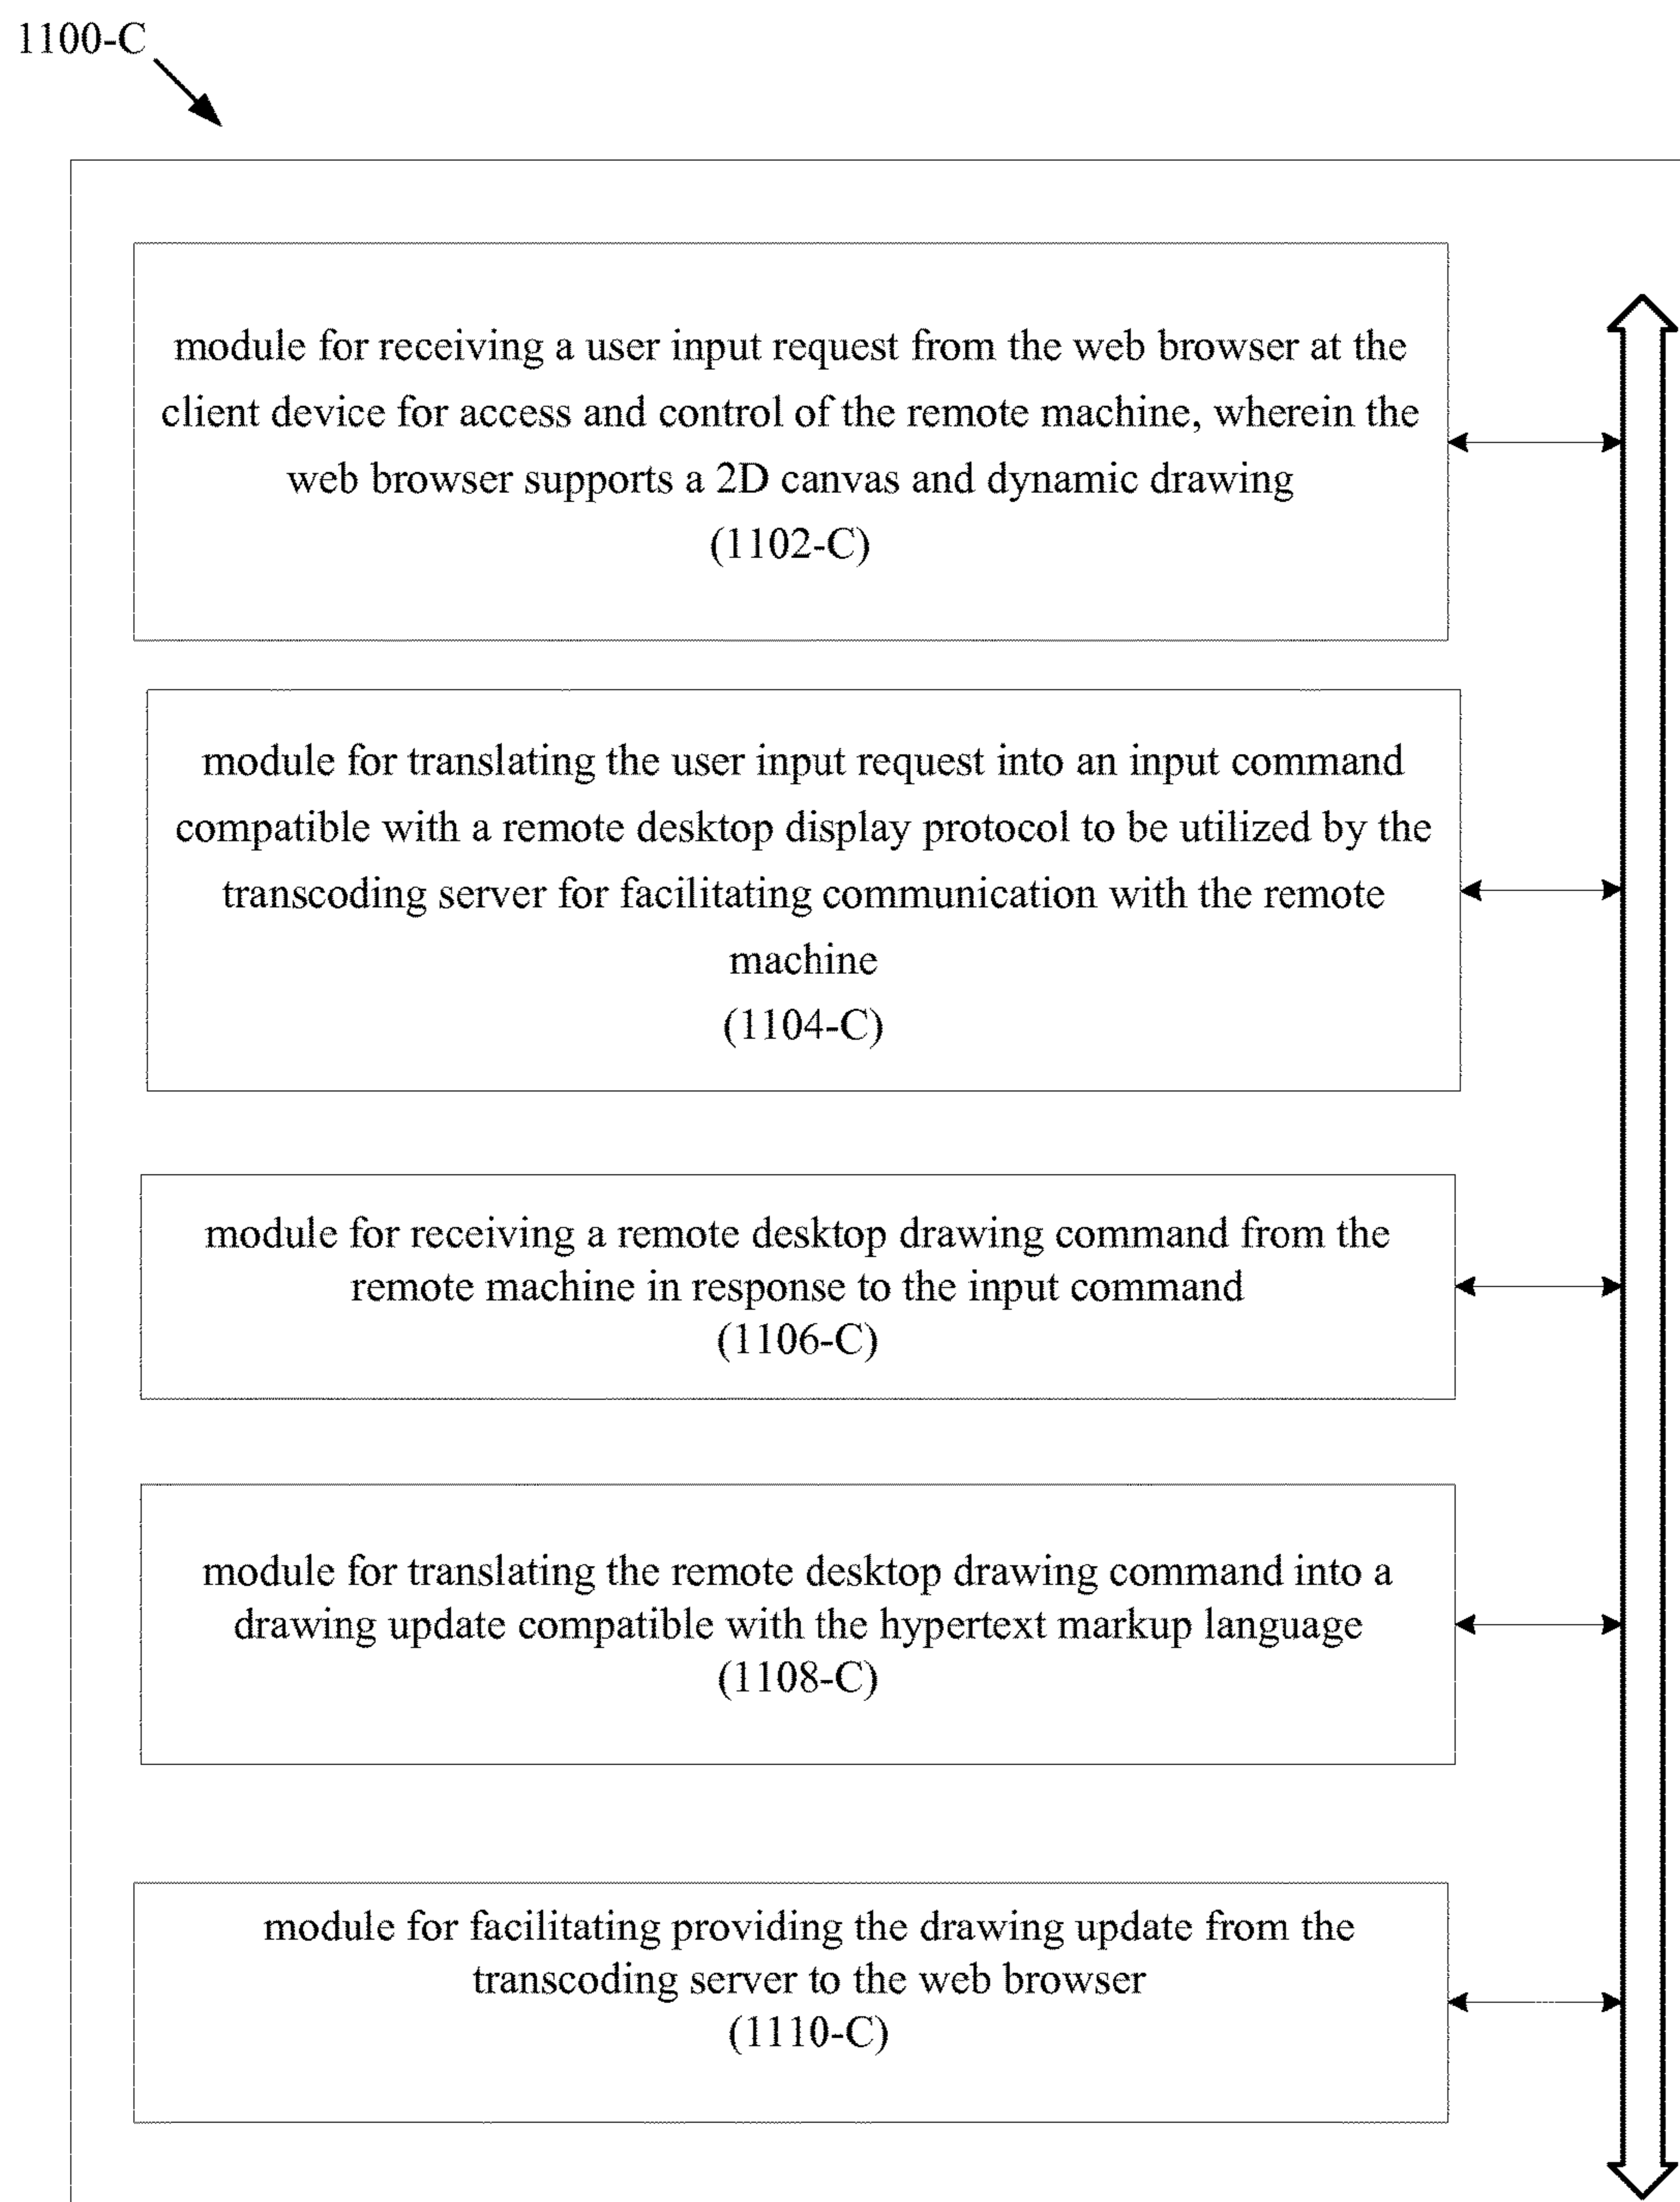 1100-C
module for receiving a user input request from the web browser at the
client device for access and control of the remote machine, wherein the
web browser supports a 2D canvas and dynamic drawing
(1102-C)
module for translating the user input request into an input command
compatible with a remote desktop display protocol to be utilized by the
transcoding server for facilitating communication with the remote
machine
(1104-C)
module for receiving a remote desktop drawing command from the
remote machine in response to the input command
(1106-C)
module for translating the remote desktop drawing command into a
drawing update compatible with the hypertext markup language
(1108-C)
module for facilitating providing the drawing update from the
transcoding server to the web browser
(1110-C)